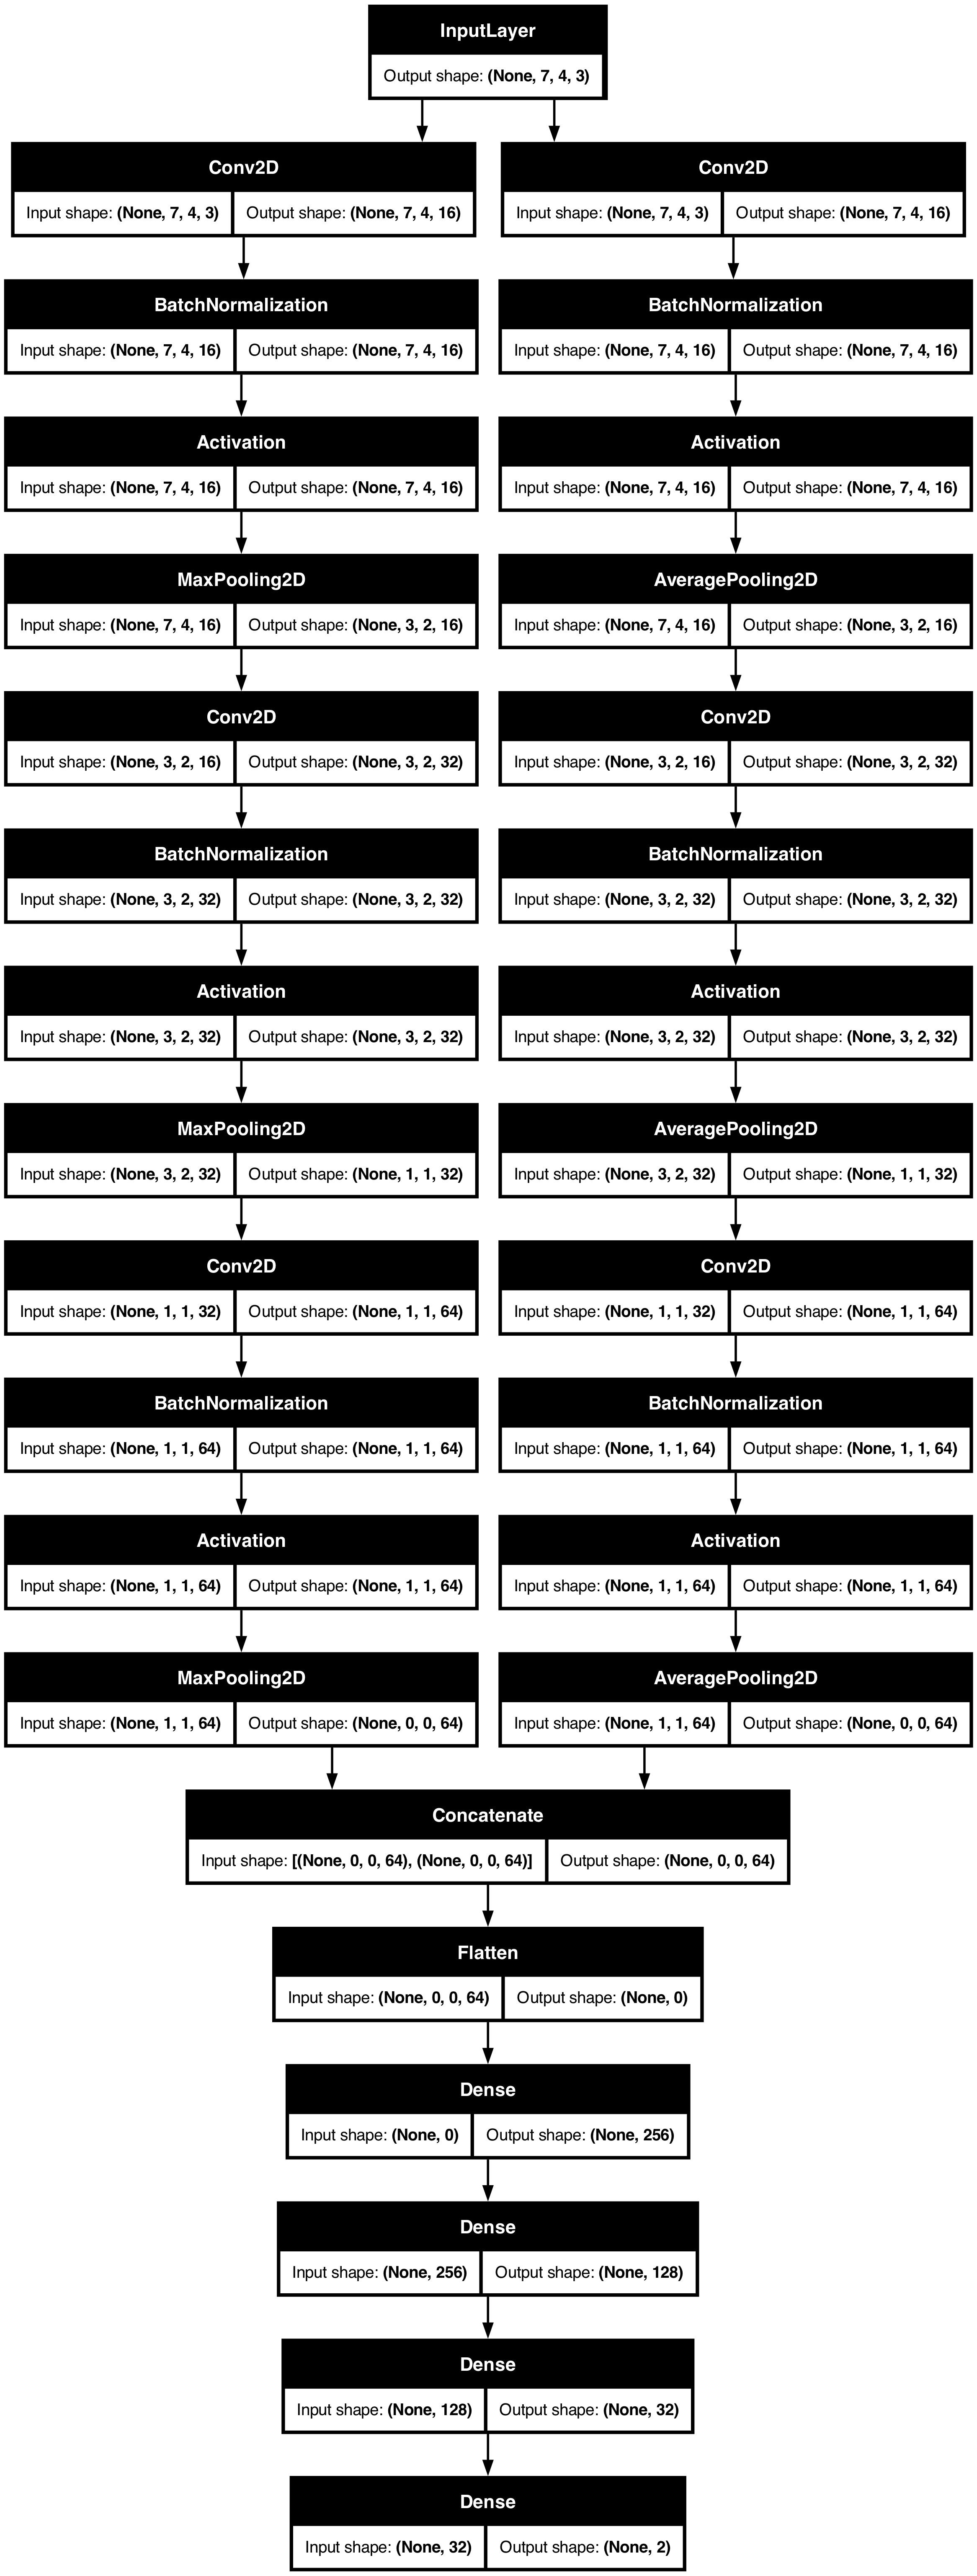 InputLayer
Output shape: (None, 7, 4, 3)
Conv2D
Input shape: (None, 7, 4, 3) Output shape: (None, 7, 4, 16)
Conv2D
Input shape: (None, 7, 4, 3) Output shape: (None, 7, 4, 16)
BatchNormalization
Input shape: (None, 7, 4, 16) Output shape: (None, 7, 4, 16)
BatchNormalization
Input shape: (None, 7, 4, 16) Output shape: (None, 7, 4, 16)
Activation
Input shape: (None, 7, 4, 16) Output shape: (None, 7, 4, 16)
Activation
Input shape: (None, 7, 4, 16) Output shape: (None, 7, 4, 16)
MaxPooling2D
Input shape: (None, 7, 4, 16) Output shape: (None, 3, 2, 16)
AveragePooling2D
Input shape: (None, 7, 4, 16) Output shape: (None, 3, 2, 16)
Conv2D
Input shape: (None, 3, 2, 16) Output shape: (None, 3, 2, 32)
Conv2D
Input shape: (None, 3, 2, 16) Output shape: (None, 3, 2, 32)
BatchNormalization
Input shape: (None, 3, 2, 32) Output shape: (None, 3, 2, 32)
BatchNormalization
Input shape: (None, 3, 2, 32) Output shape: (None, 3, 2, 32)
Activation
Input shape: (None, 3, 2, 32) Output shape: (None, 3, 2, 32)
Activation
Input shape: (None, 3, 2, 32) Output shape: (None, 3, 2, 32)
MaxPooling2D
Input shape: (None, 3, 2, 32) Output shape: (None, 1, 1, 32)
AveragePooling2D
Input shape: (None, 3, 2, 32) Output shape: (None, 1, 1, 32)
Conv2D
Input shape: (None, 1, 1, 32) Output shape: (None, 1, 1, 64)
Conv2D
Input shape: (None, 1, 1, 32) Output shape: (None, 1, 1, 64)
BatchNormalization
Input shape: (None, 1, 1, 64) Output shape: (None, 1, 1, 64)
BatchNormalization
Input shape: (None, 1, 1, 64) Output shape: (None, 1, 1, 64)
Activation
Input shape: (None, 1, 1, 64) Output shape: (None, 1, 1, 64)
Activation
Input shape: (None, 1, 1, 64) Output shape: (None, 1, 1, 64)
MaxPooling2D
Input shape: (None, 1, 1, 64) Output shape: (None, 0, 0, 64)
AveragePooling2D
Input shape: (None, 1, 1, 64) Output shape: (None, 0, 0, 64)
Concatenate
Input shape: [(None, 0, 0, 64), (None, 0, 0, 64)] Output shape: (None, 0, 0, 64)
Flatten
Input shape: (None, 0, 0, 64) Output shape: (None, 0)
Dense
Input shape: (None, 0) Output shape: (None, 256)
Dense
Input shape: (None, 256) Output shape: (None, 128)
Dense
Input shape: (None, 128) Output shape: (None, 32)
Dense
Input shape: (None, 32) Output shape: (None, 2)